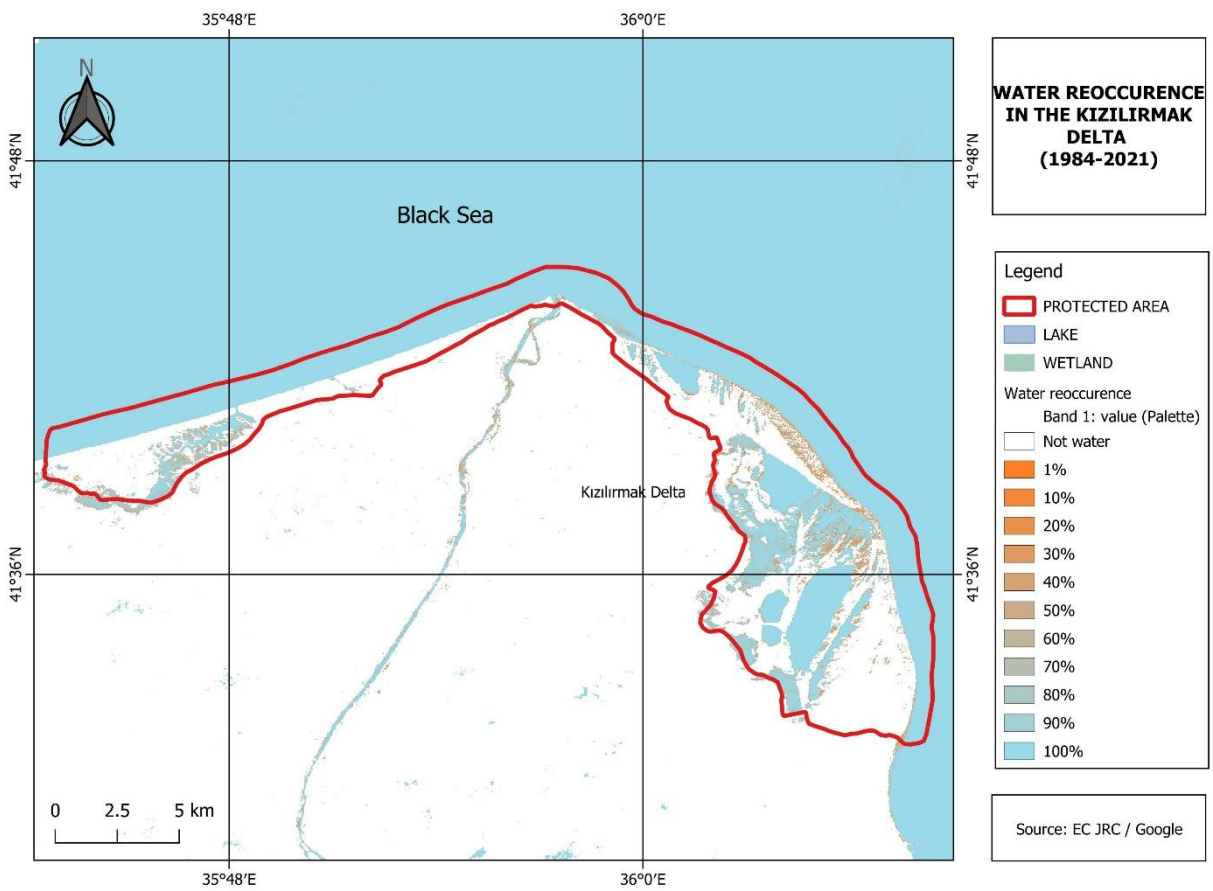 35°48′E
36°0′E
N
41°48′N
41°48′N
Black Sea
Kızılırmak Delta
41°36′N
41°36′N
0 2.5 5 km
35°48′E
36°0′E
WATER REOCCURENCE
IN THE KIZILIRMAK
DELTA
(1984-2021)
Legend
PROTECTED AREA
LAKE
WETLAND
Water reoccurence
Band 1: value (Palette)
Not water
1%
10%
20%
30%
40%
50%
60%
70%
80%
90%
100%
Source: EC JRC / Google